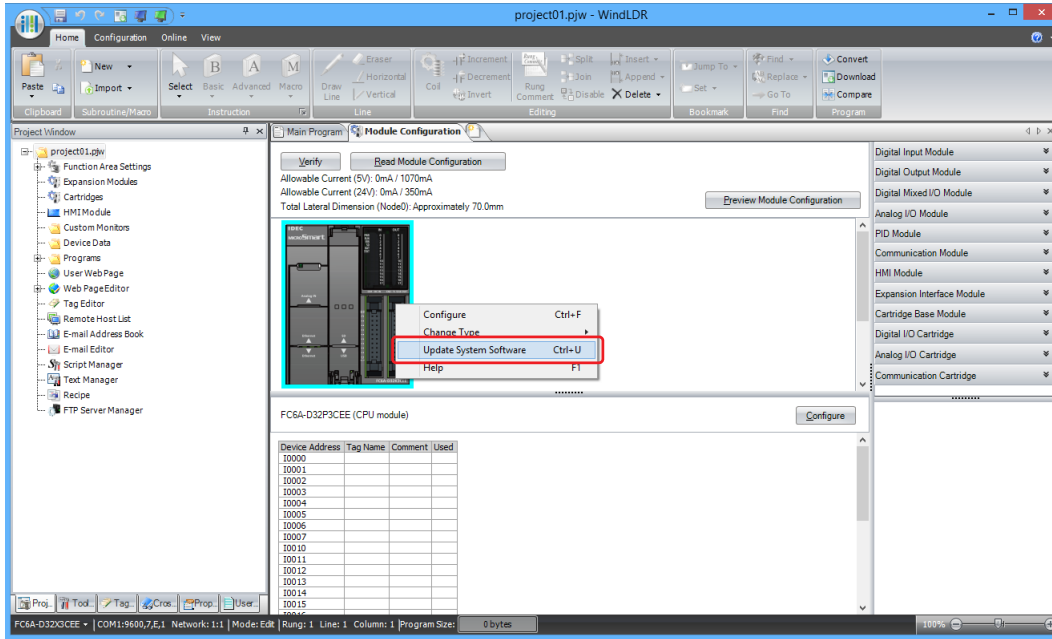 project01.pjw - WindLDR
Home Configuration Online View
Paste New Import Select Basic Advanced Macro Draw Line Eraser Horizontal Vertical Coil Increment Decrement Invert Rung Comment Split Join Disable Insert Append Delete Jump To Set Find Replace Go To Convert Download Compare
Clipboard Subroutine/Macro Instruction Line Editing Bookmark Find Program
Project Window
project01.pjw
Function Area Settings
Expansion Modules
Cartridges
HMI Module
Custom Monitors
Device Data
Programs
User Web Page
Web Page Editor
Tag Editor
Remote Host List
E-mail Address Book
E-mail Editor
Script Manager
Text Manager
Recipe
FTP Server Manager
Proj... Tool... Tag... Cros... Prop... User...
Main Program Module Configuration
Verify Read Module Configuration
Allowable Current (5V): 0mA / 1070mA
Allowable Current (24V): 0mA / 350mA
Total Lateral Dimension (Node0): Approximately 70.0mm
Preview Module Configuration
IDEC
MICROSmart
Configure Ctrl+F
Change Type
Update System Software Ctrl+U
Help F1
FC6A-D32P3CEE (CPU module)
Configure
Device Address Tag Name Comment Used
I0000
I0001
I0002
I0003
I0004
I0005
I0006
I0007
I0010
I0011
I0012
I0013
I0014
I0015
Digital Input Module
Digital Output Module
Digital Mixed I/O Module
Analog I/O Module
PID Module
Communication Module
HMI Module
Expansion Interface Module
Cartridge Base Module
Digital I/O Cartridge
Analog I/O Cartridge
Communication Cartridge
FC6A-D32X3CEE COM1:9600,7,E,1 Network: 1:1 Mode: Edit Rung: 1 Line: 1 Column: 1 Program Size: 0 bytes 100%